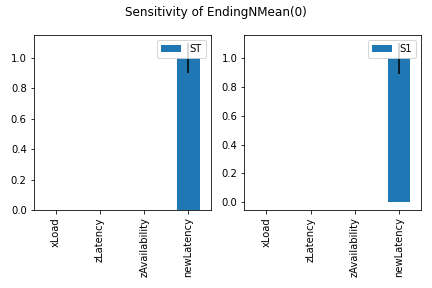 Sensitivity of EndingNMean(0)
ST
1.0
0.8
0.6
0.4
0.2
0.0
xLoad
zLatency
zAvailability
newLatency
S1
1.0
0.8
0.6
0.4
0.2
0.0
xLoad
zLatency
zAvailability
newLatency